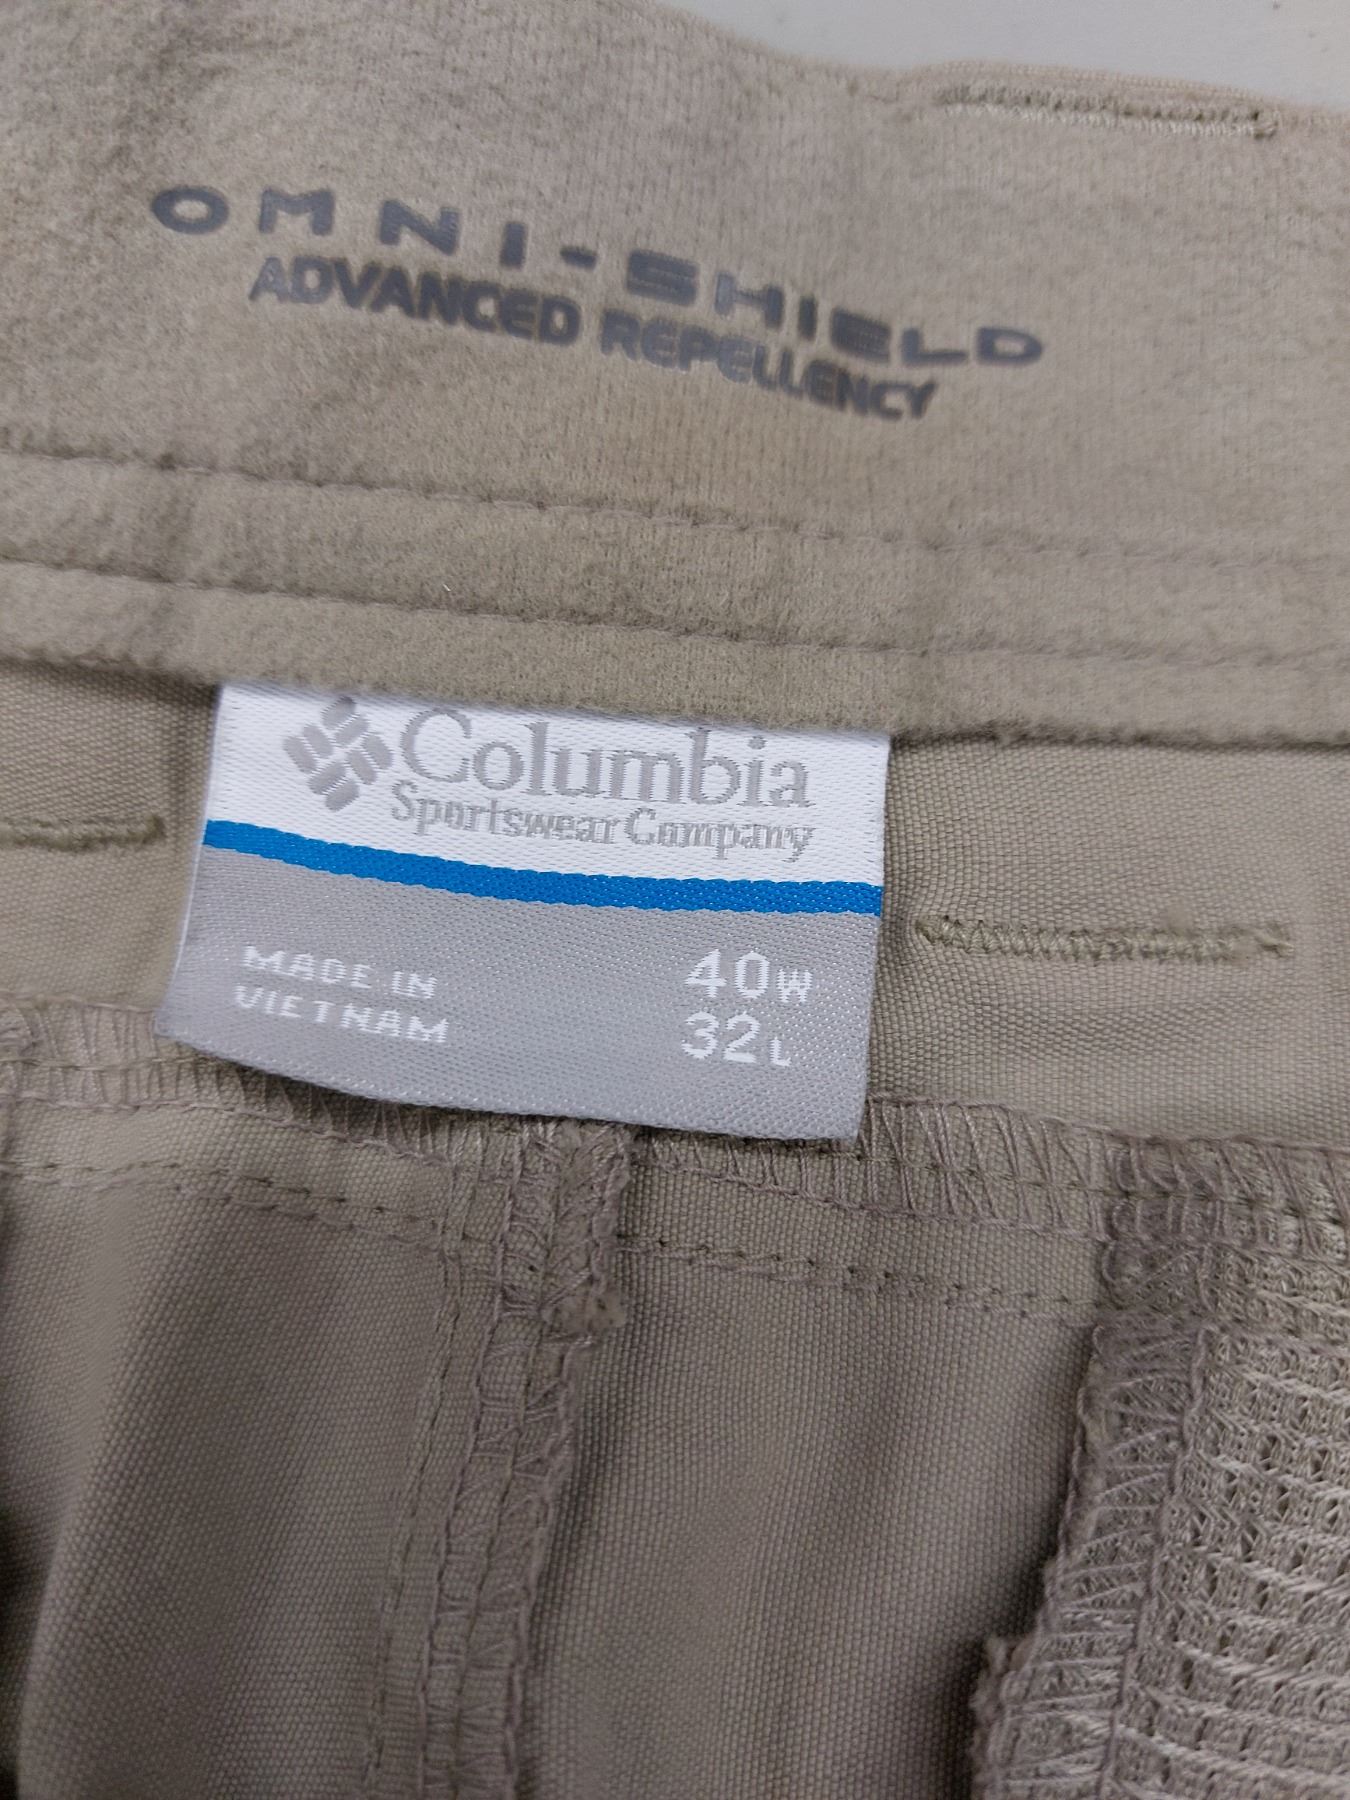 OMNI-SHIELD
ADVANCED REPELLENCY
Columbia
Sportswear Company
MADE IN
VIETNAM
40W
32L